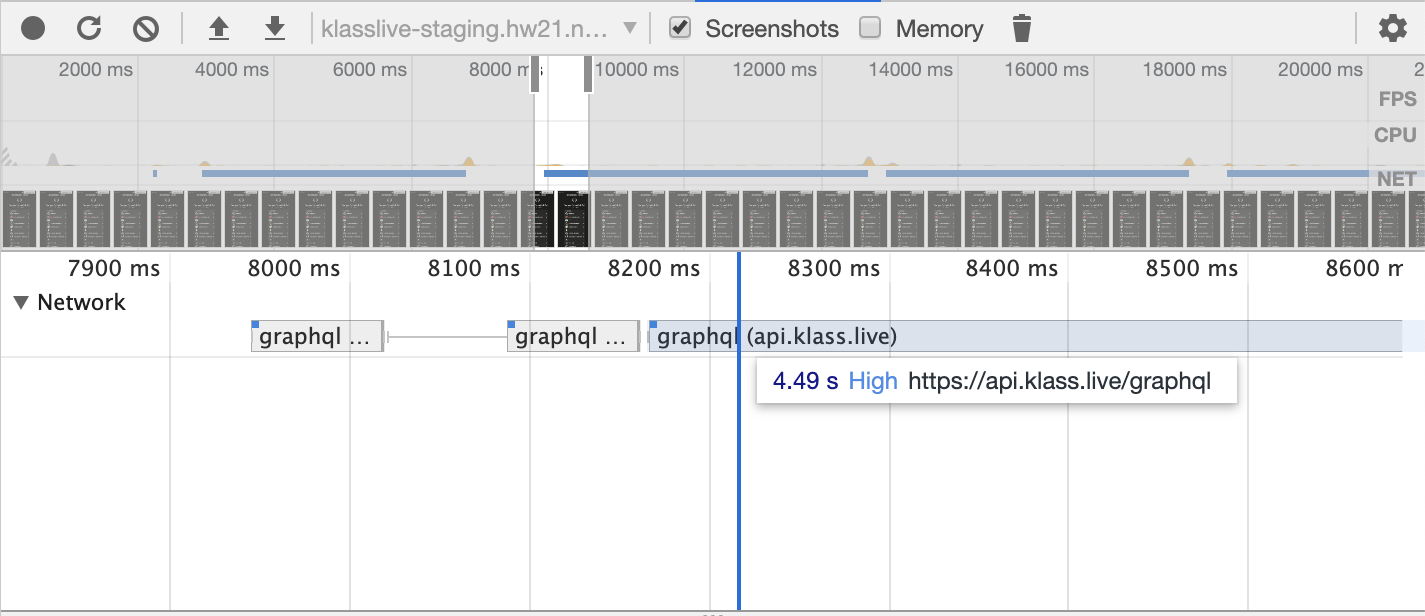 klasslive-staging.hw21.n... Screenshots Memory
2000 ms 4000 ms 6000 ms 8000 ms 10000 ms 12000 ms 14000 ms 16000 ms 18000 ms 20000 ms 2
FPS
CPU
NET
7900 ms 8000 ms 8100 ms 8200 ms 8300 ms 8400 ms 8500 ms 8600 m
Network
graphql ... graphql ... graphql (api.klass.live)
4.49 s High https://api.klass.live/graphql